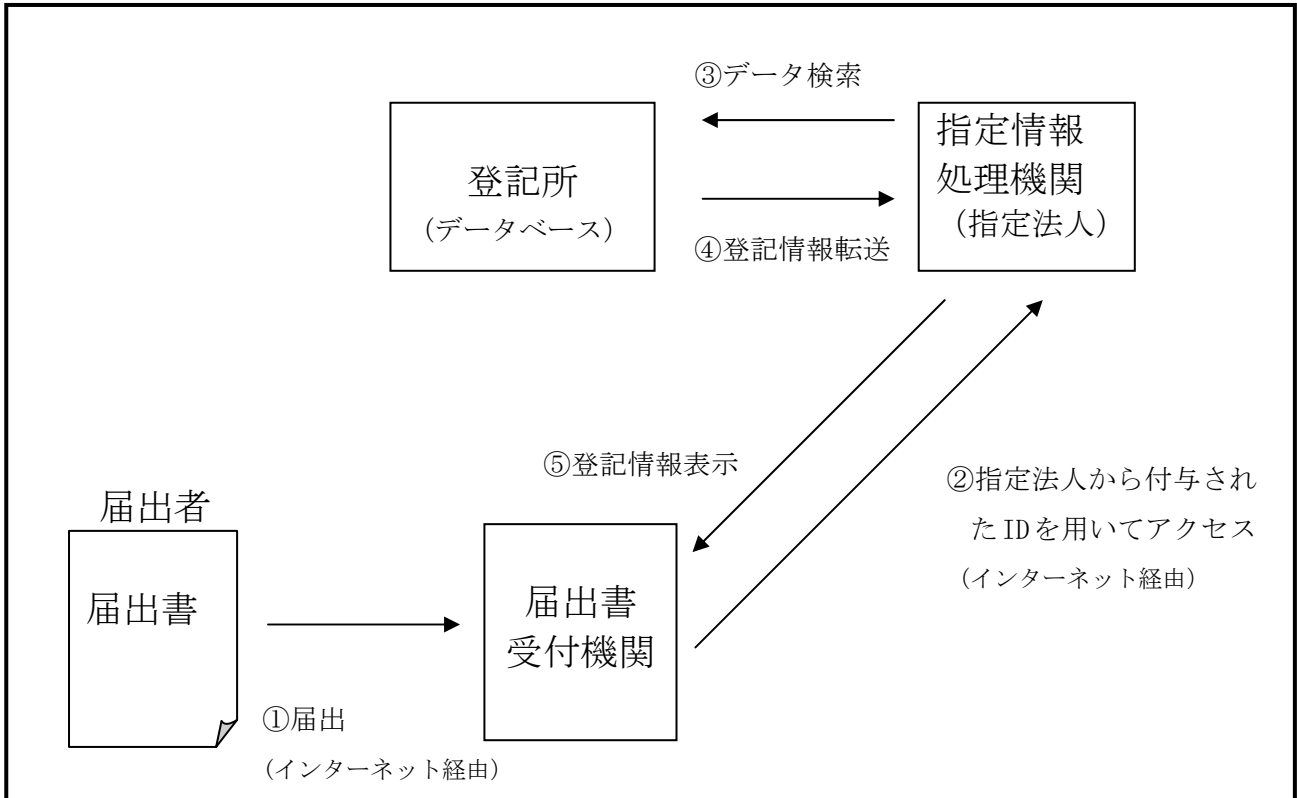 ③データ検索
登記所
(データベース)
指定情報
処理機関
(指定法人)
④登記情報転送
⑤登記情報表示
②指定法人から付与され
たIDを用いてアクセス
(インターネット経由)
届出者
届出書
届出書
受付機関
①届出
(インターネット経由)